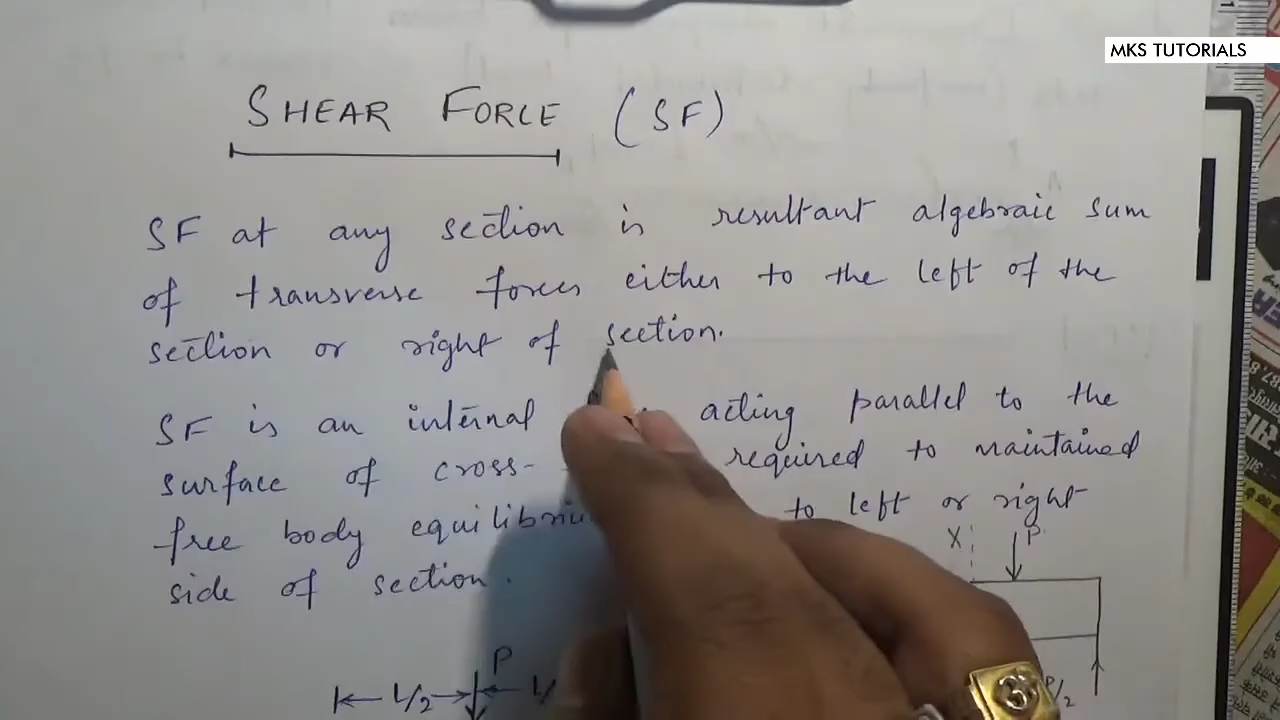 MKS TUTORIALS
SHEAR FORCE (SF)
SF at any section is resultant algebraic sum
of transverse forces either to the left of the
section or right of section.
SF is an internal acting parallel to the
surface of cross- required to maintained
free body to left or right
side of section.
X P
P
L/2
P/2